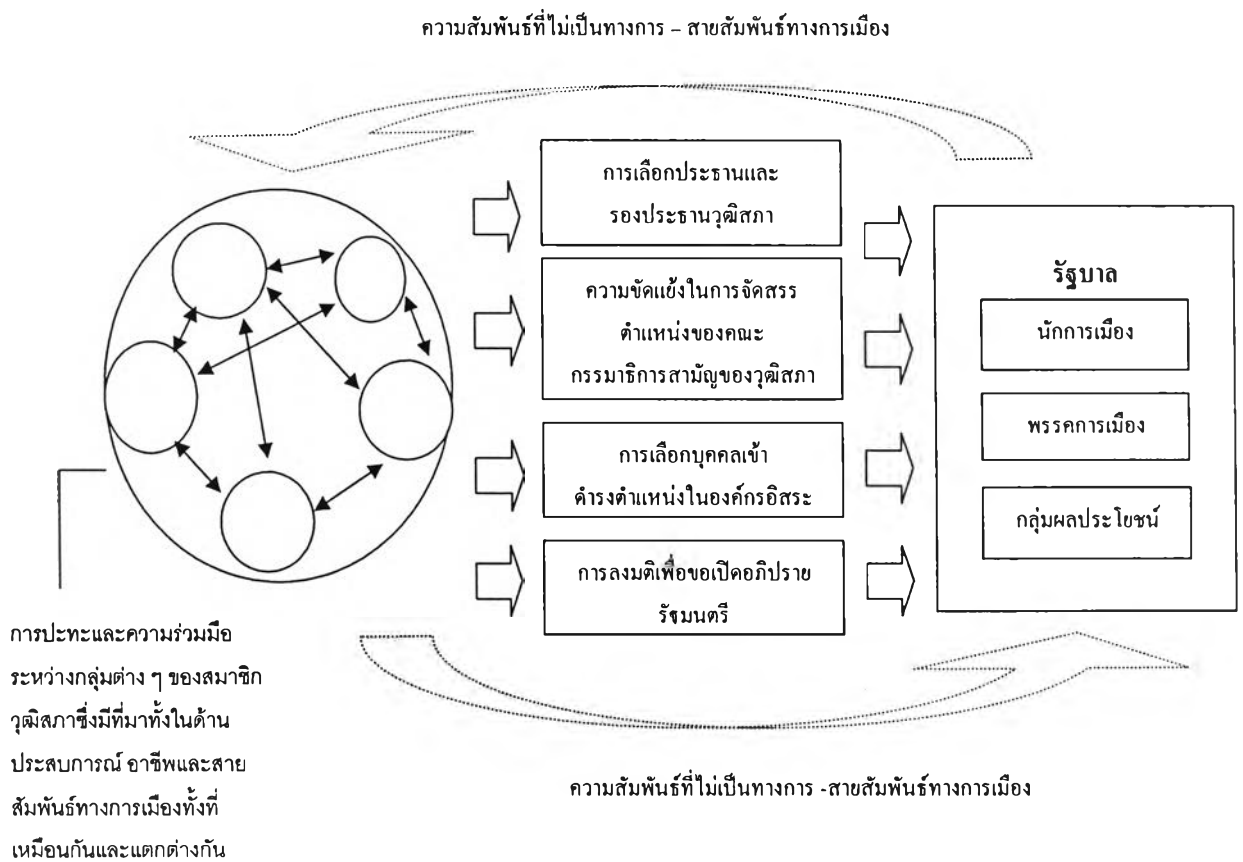 ความสัมพันธ์ที่ไม่เป็นทางการ – สายสัมพันธ์ทางการเมือง
การเลือกประธานและ
รองประธานวุฒิสภา
ความขัดแย้งในการจัดสรร
ตำแหน่งของคณะ
กรรมาธิการสามัญของวุฒิสภา
การเลือกบุคคลเข้า
ดำรงตำแหน่งในองค์กรอิสระ
การลงมติเพื่อขอเปิดอภิปราย
รัฐมนตรี
รัฐบาล
นักการเมือง
พรรคการเมือง
กลุ่มผลประโยชน์
การปะทะและความร่วมมือ
ระหว่างกลุ่มต่าง ๆ ของสมาชิก
วุฒิสภาซึ่งมีที่มาทั้งในด้าน
ประสบการณ์ อาชีพและสาย
สัมพันธ์ทางการเมืองทั้งที่
เหมือนกันและแตกต่างกัน
ความสัมพันธ์ที่ไม่เป็นทางการ -สายสัมพันธ์ทางการเมือง